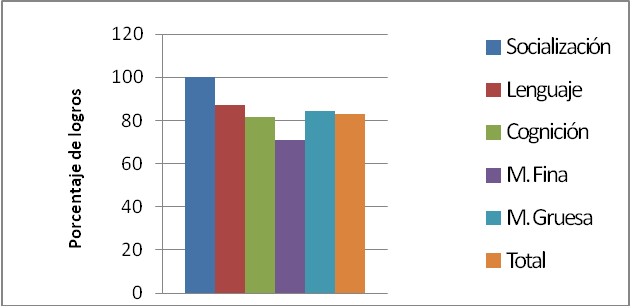 Porcentaje de logros
120
100
80
60
40
20
0
Socialización
Lenguaje
Cognición
M. Fina
M. Gruesa
Total